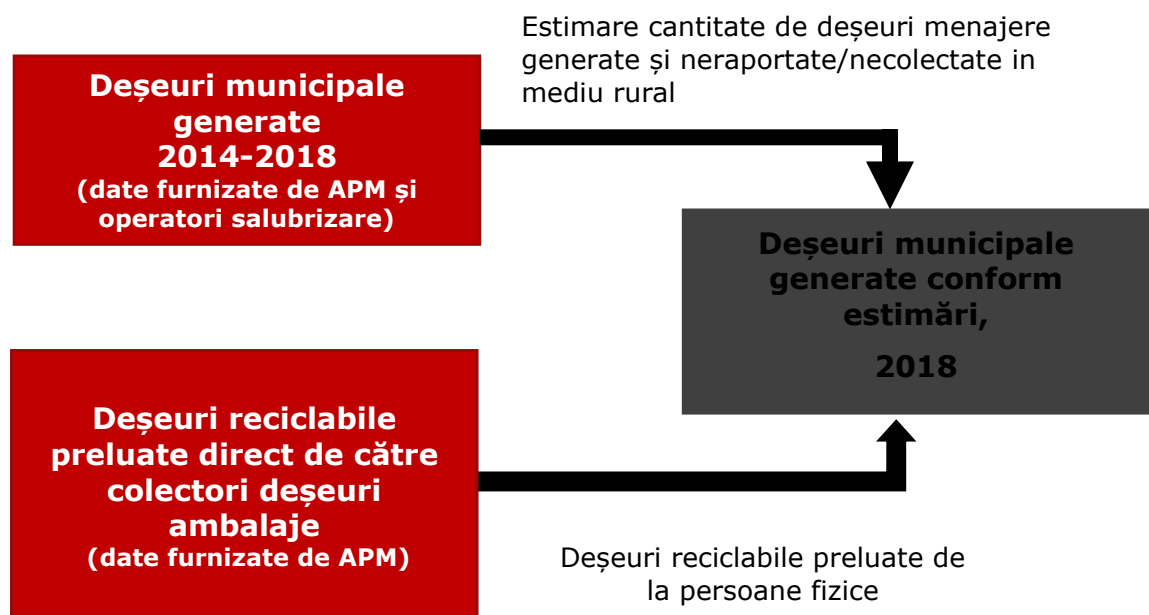 Estimare cantitate de deșeuri menajere
generate și neraportate/necolectate in
mediu rural
Deșeuri municipale
generate
2014-2018
(date furnizate de APM și
operatori salubrizare)
Deșeuri municipale
generate conform
estimări,
2018
Deșeuri reciclabile
preluate direct de către
colectori deșeuri
ambalaje
(date furnizate de APM)
Deșeuri reciclabile preluate de
la persoane fizice